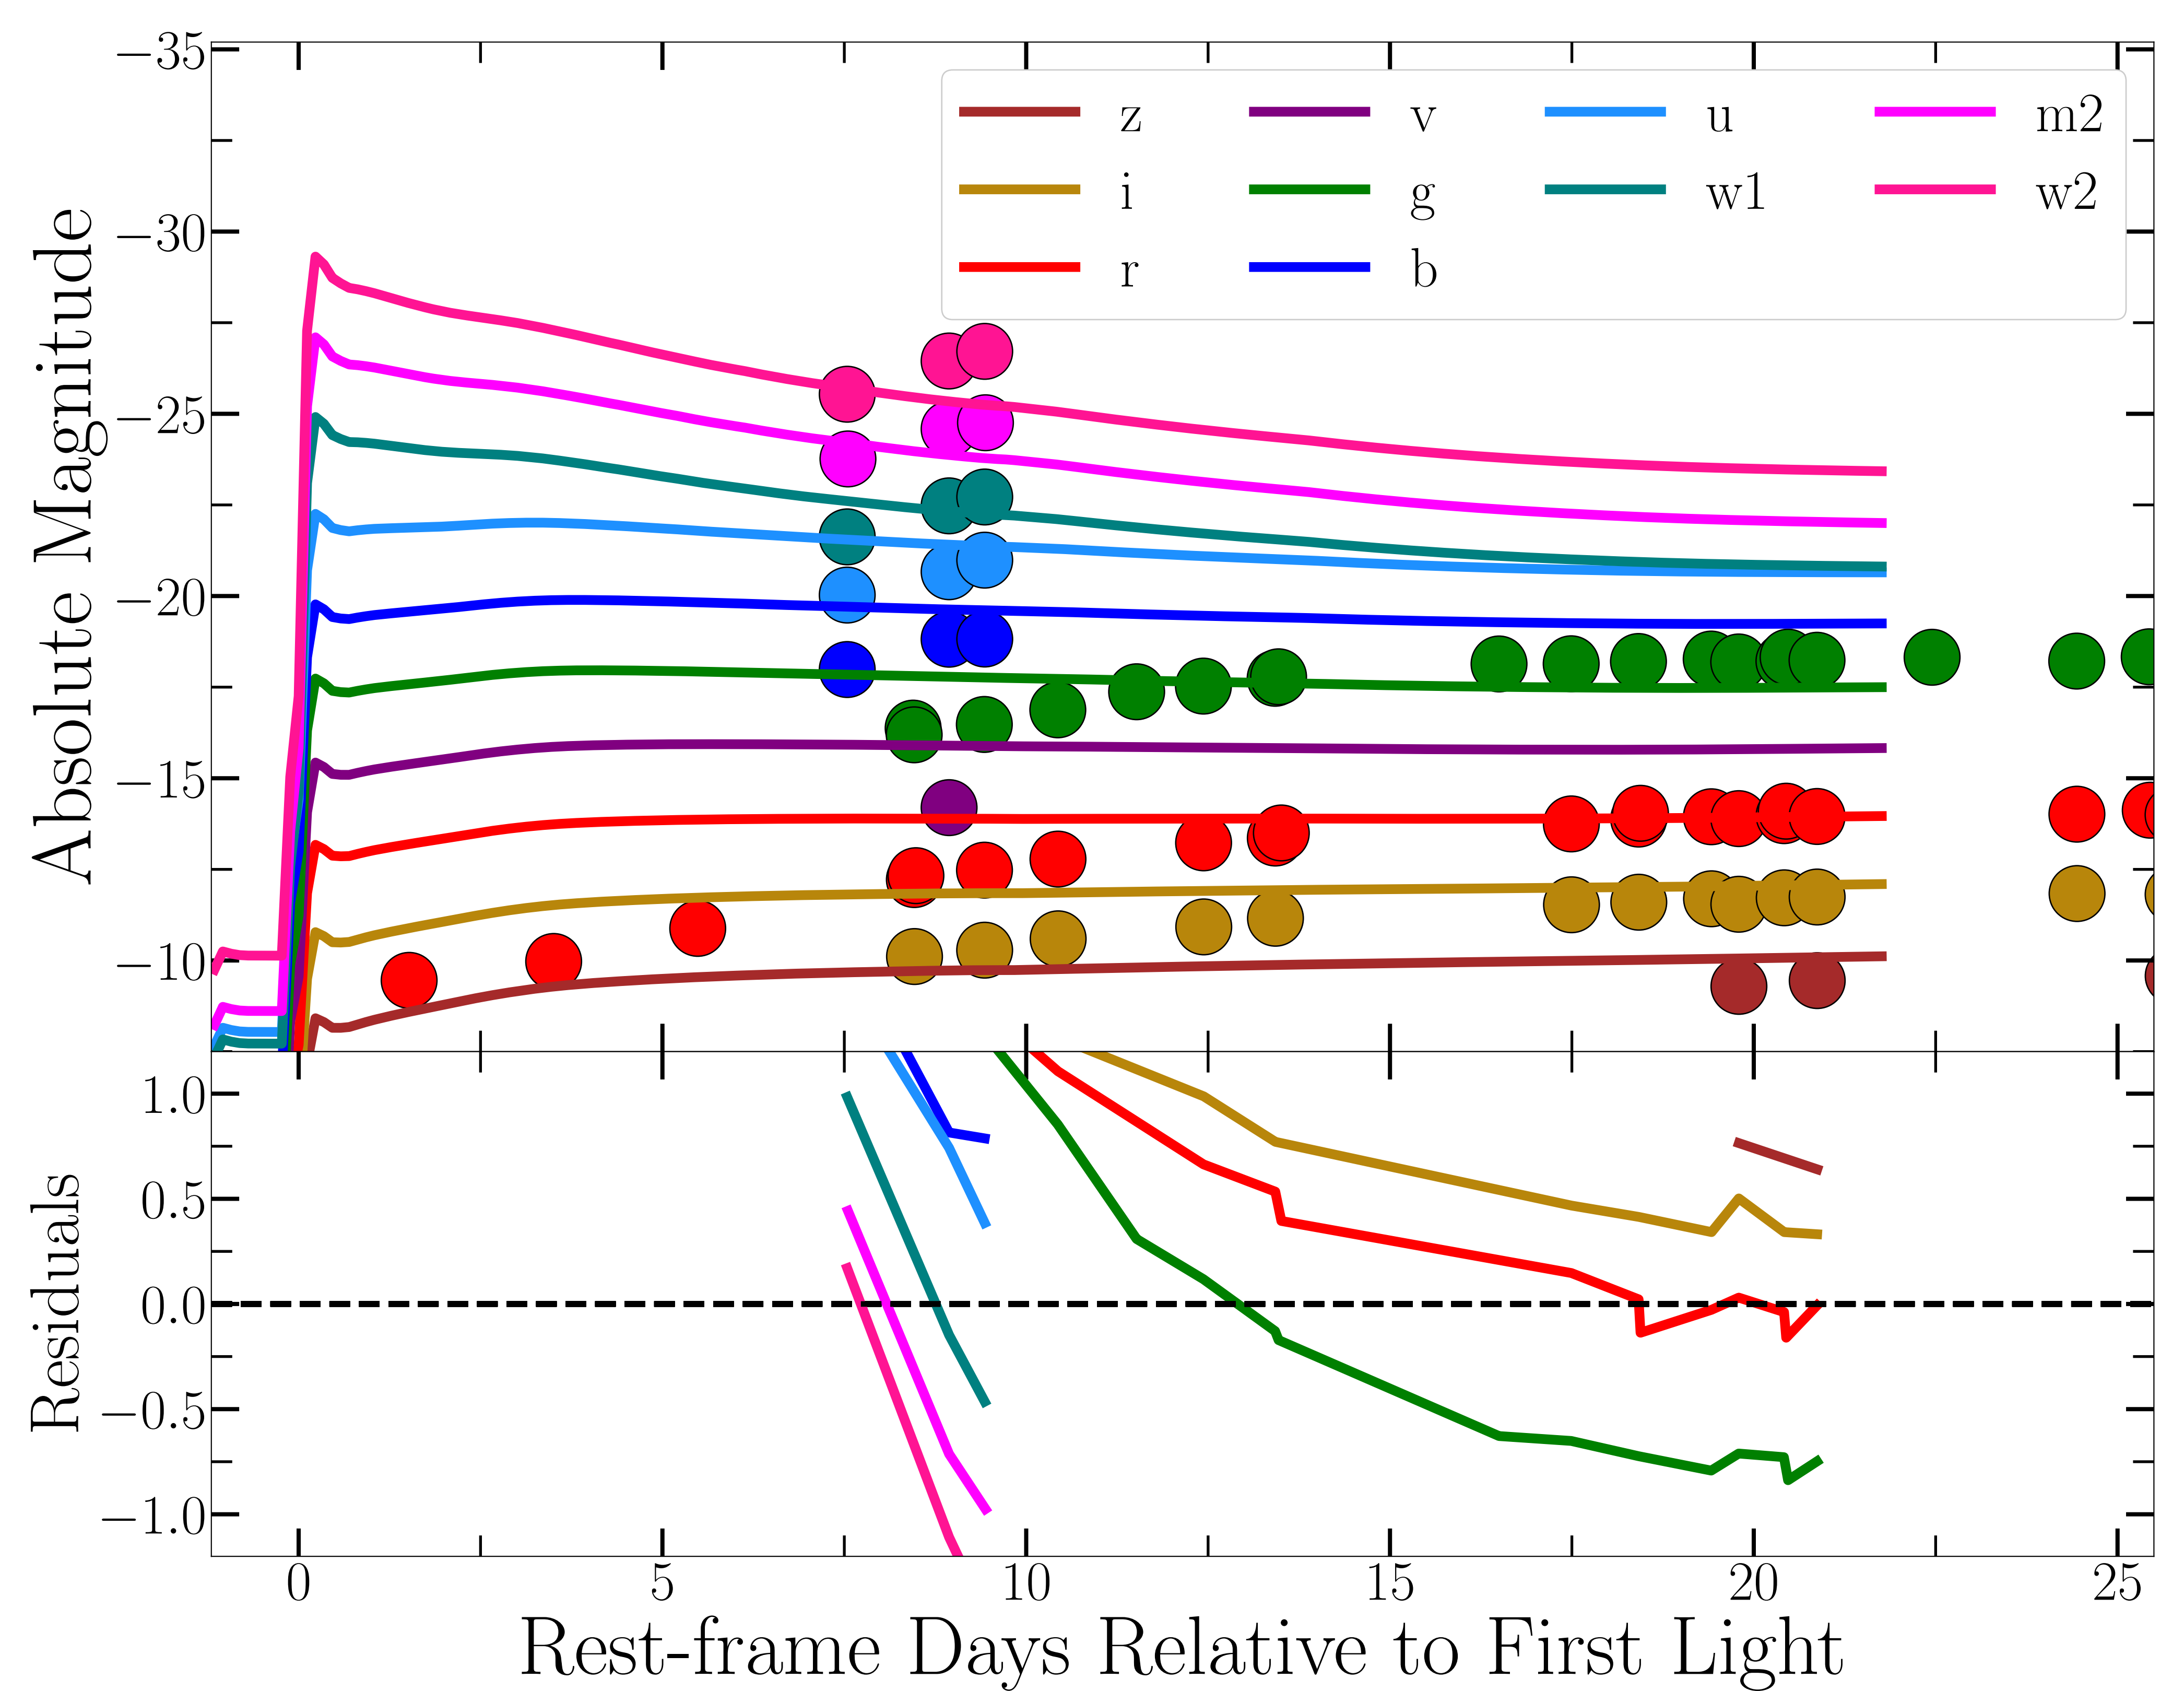 Absolute Magnitude
−35
−30
−25
−20
−15
−10
z v u m2
i g w1 w2
r b
Residuals
1.0
0.5
0.0
−0.5
−1.0
0 5 10 15 20 25
Rest-frame Days Relative to First Light